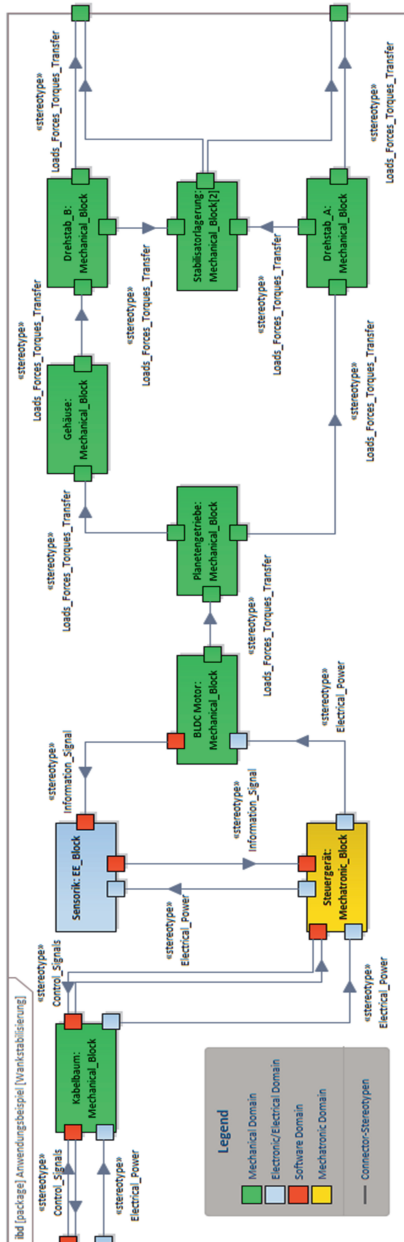 ibd [package] Anwendungsbeispiel [Wankstabilisierung]
«stereotype»
Control_Signals
«stereotype»
Electrical_Power
Kabelbaum:
Mechanical_Block
«stereotype»
Control_Signals
«stereotype»
Electrical_Power
Sensorik: EE_Block
«stereotype»
Electrical_Power
«stereotype»
Information_Signal
Steuergerät:
Mechatronic_Block
«stereotype»
Information_Signal
«stereotype»
Electrical_Power
BLDC Motor:
Mechanical_Block
«stereotype»
Loads_Forces_Torques_Transfer
Planetengetriebe:
Mechanical_Block
«stereotype»
Loads_Forces_Torques_Transfer
«stereotype»
Loads_Forces_Torques_Transfer
Gehäuse:
Mechanical_Block
«stereotype»
Loads_Forces_Torques_Transfer
Drehstab_B:
Mechanical_Block
«stereotype»
Loads_Forces_Torques_Transfer
Stabilisatorlagerung:
Mechanical_Block[2]
«stereotype»
Loads_Forces_Torques_Transfer
Drehstab_A:
Mechanical_Block
«stereotype»
Loads_Forces_Torques_Transfer
«stereotype»
Loads_Forces_Torques_Transfer
Legend
Mechanical Domain
Electronic/Electrical Domain
Software Domain
Mechatronic Domain
Connector-Stereotypen